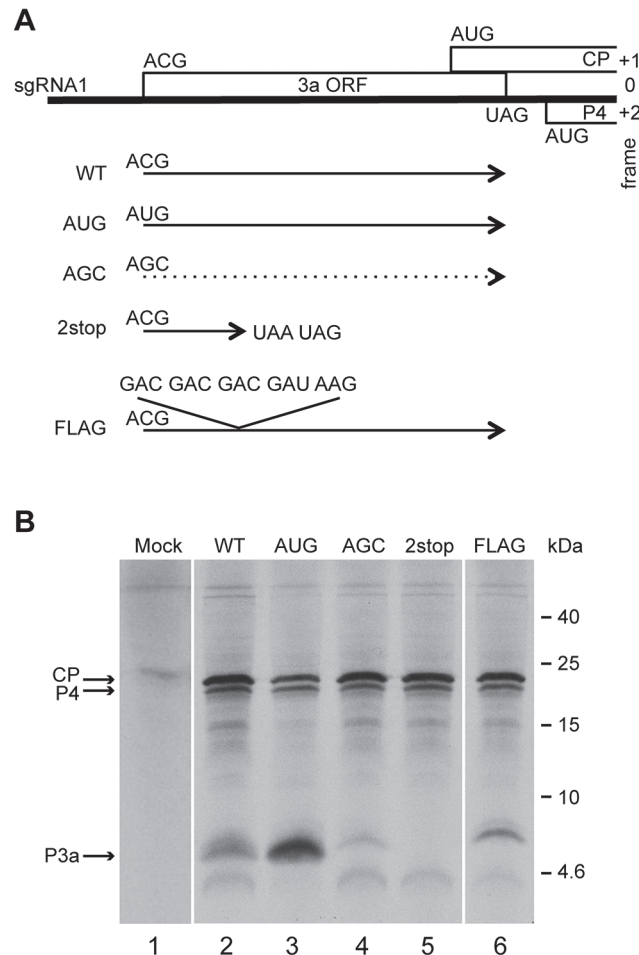 A
AUG
ACG
CP +1
sgRNA1 3a ORF 0
UAG P4 +2
AUG
frame
ACG
WT
AUG
AUG
AGC
AGC
ACG
2stop UAA UAG
GAC GAC GAC GAU AAG
ACG
FLAG
B
Mock WT AUG AGC 2stop FLAG kDa
40
25
CP
P4
15
10
P3a
4.6
1 2 3 4 5 6